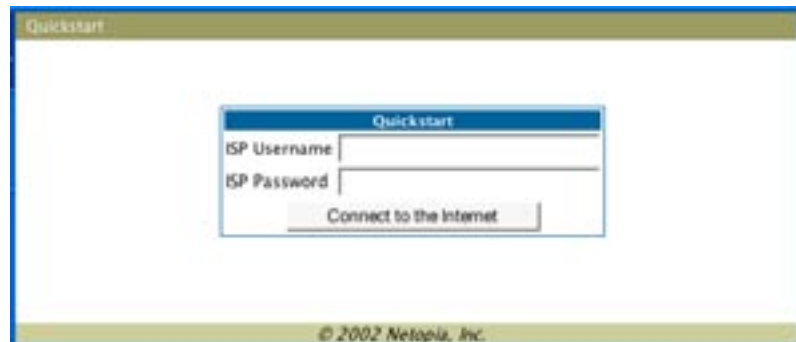 Quickstart
Quickstart
ISP Username
ISP Password
Connect to the Internet
© 2002 Netopia, Inc.